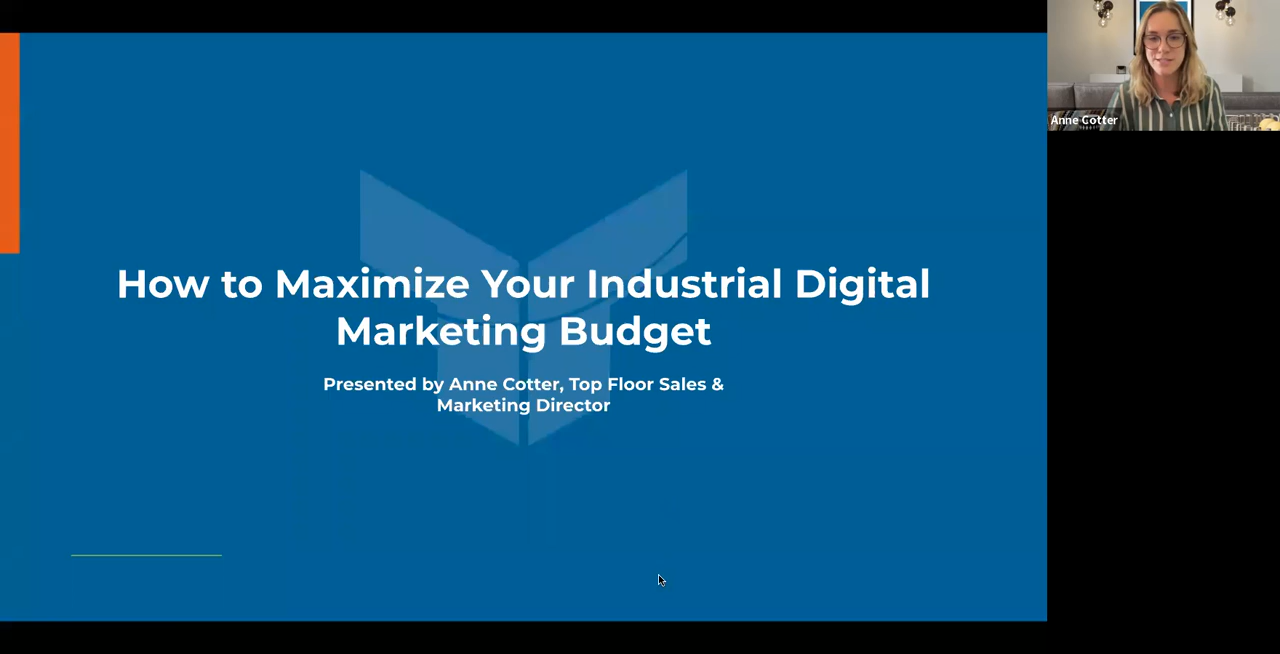 Anne Cotter
How to Maximize Your Industrial Digital
Marketing Budget
Presented by Anne Cotter, Top Floor Sales &
Marketing Director